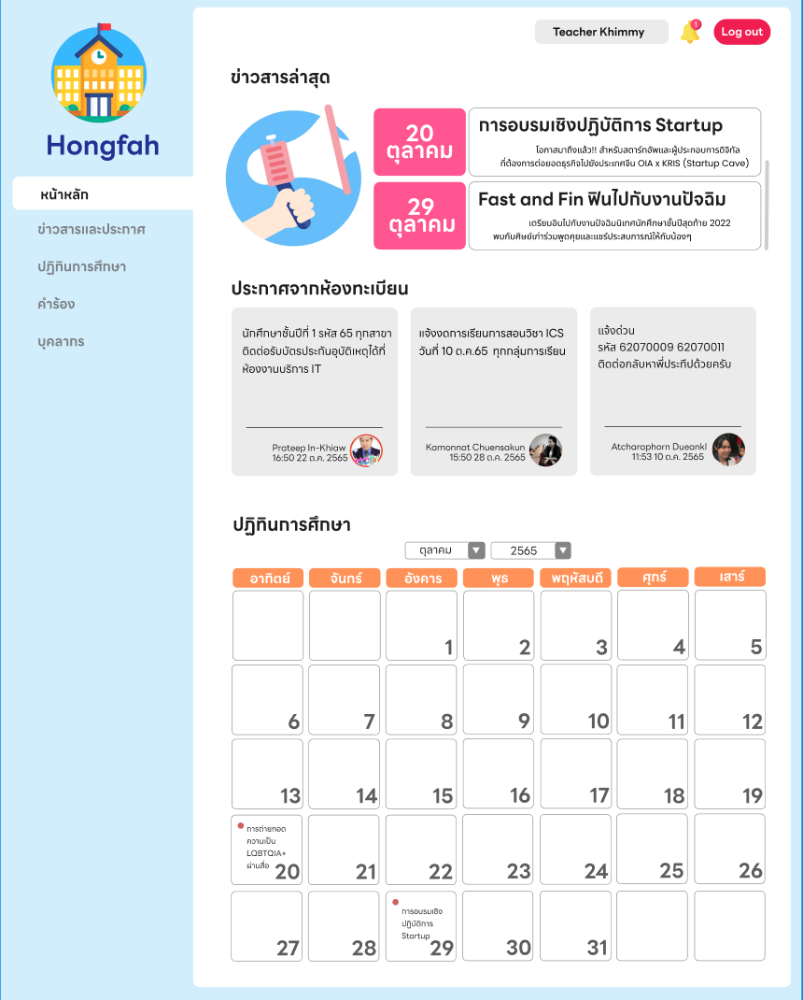 Teacher Khimmy
1
Log out
Hongfah
หน้าหลัก
ข่าวสารและประกาศ
ปฏิทินการศึกษา
คำร้อง
บุคลากร
ข่าวสารล่าสุด
20
ตุลาคม
การอบรมเชิงปฏิบัติการ Startup
โอกาสมาถึงแล้ว!! สำหรับสตาร์ทอัพและผู้ประกอบการดิจิทัล
ที่ต้องการต่อยอดธุรกิจไปยังประเทศจีน OIA x KRIS (Startup Cave)
29
ตุลาคม
Fast and Fin ฟินไปกับงานปัจฉิม
เตรียมอินไปกับงานปัจฉิมนิเทศนักศึกษาชั้นปีสุดท้าย 2022
พบกับศิษย์เก่าร่วมพูดคุยและแชร์ประสบการณ์ให้กับน้องๆ
ประกาศจากห้องทะเบียน
นักศึกษาชั้นปีที่ 1 รหัส 65 ทุกสาขา
ติดต่อรับบัตรประกันอุบัติเหตุได้ที่
ห้องงานบริการ IT
Prateep In-Khiaw
16:50 22 ต.ค. 2565
แจ้งงดการเรียนการสอนวิชา ICS
วันที่ 10 ต.ค.65 ทุกกลุ่มการเรียน
Kamonnat Chuensakun
15:50 28 ต.ค. 2565
แจ้งด่วน
รหัส 62070009 62070011
ติดต่อกลับหาพี่ประทีปด้วยครับ
Atcharaphorn Dueankl
11:53 10 ต.ค. 2565
ปฏิทินการศึกษา
ตุลาคม 2565
อาทิตย์ จันทร์ อังคาร พุธ พฤหัสบดี ศุกร์ เสาร์
1 2 3 4 5
6 7 8 9 10 11 12
13 14 15 16 17 18 19
การถ่ายทอด
ความเป็น
LGBTQIA+
ผ่านสื่อ
20 21 22 23 24 25 26
การอบรมเชิง
ปฏิบัติการ
Startup
27 28 29 30 31